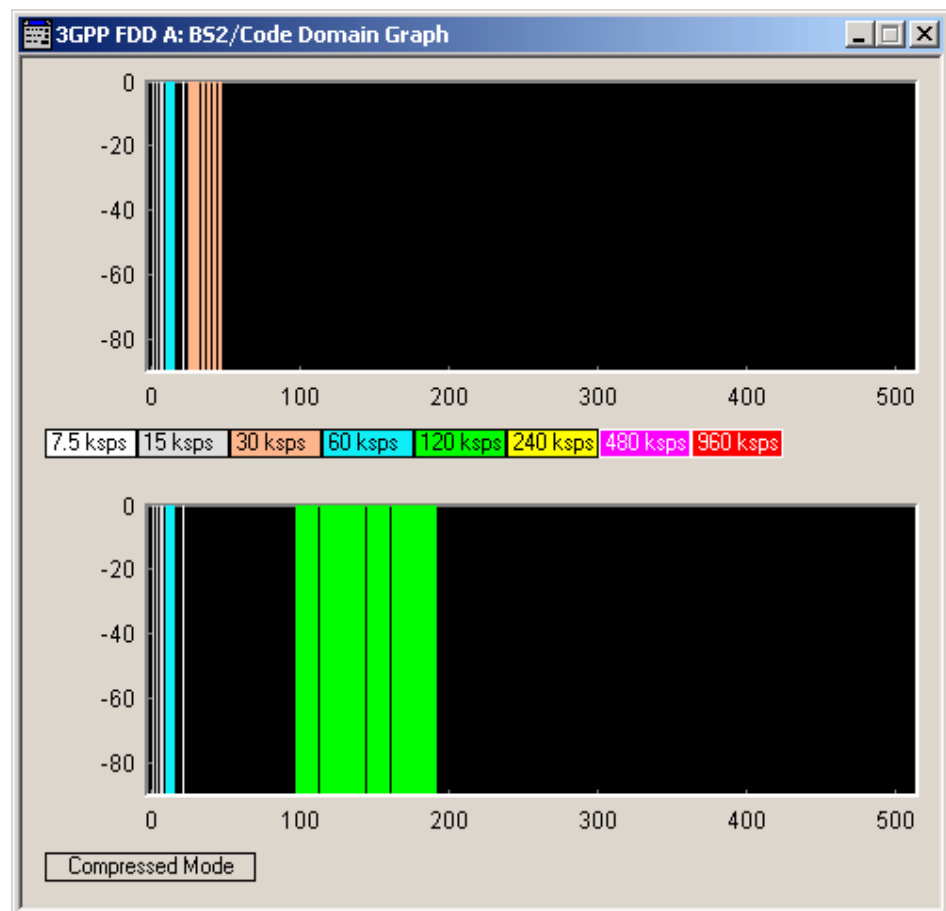 3GPP FDD A: BS2/Code Domain Graph
0
-20
-40
-60
-80
0 100 200 300 400 500
7.5 ksps 15 ksps 30 ksps 60 ksps 120 ksps 240 ksps 480 ksps 960 ksps
0
-20
-40
-60
-80
0 100 200 300 400 500
Compressed Mode